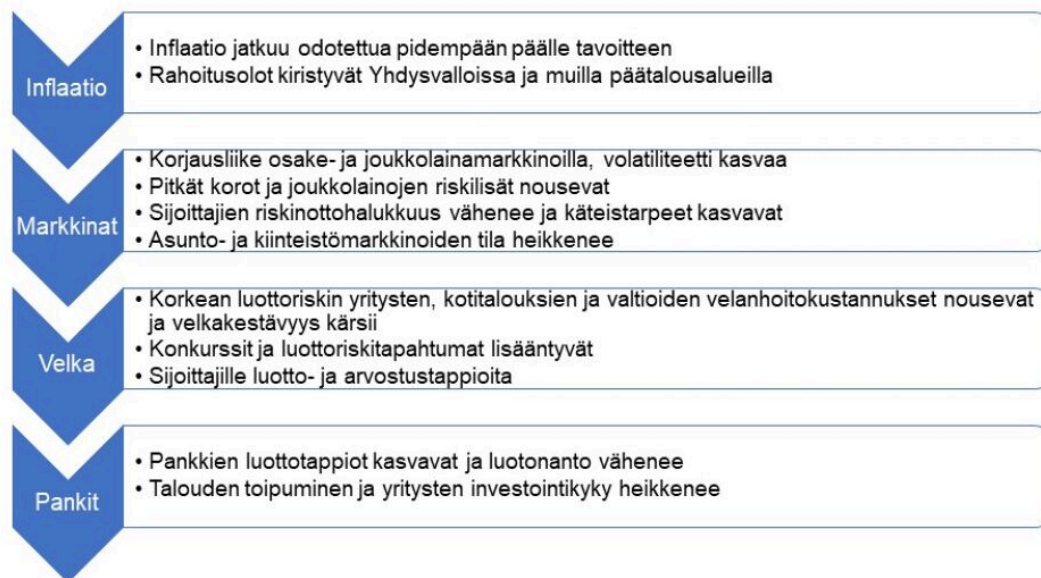 Inflaatio
• Inflaatio jatkuu odotettua pidempään päälle tavoitteen
• Rahoitusolot kiristyvät Yhdysvalloissa ja muilla päätalousalueilla
Markkinat
• Korjausliike osake- ja joukkolainamarkkinoilla, volatiliteetti kasvaa
• Pitkät korot ja joukkolainojen riskilisät nousevat
• Sijoittajien riskinottohalukkuus vähenee ja käteistarpeet kasvavat
• Asunto- ja kiinteistömarkkinoiden tila heikkenee
Velka
• Korkean luottoriskin yritysten, kotitalouksien ja valtioiden velanhoitokustannukset nousevat
ja velkakestävyys kärsii
• Konkurssit ja luottoriskitapahtumat lisääntyvät
• Sijoittajille luotto- ja arvostustappioita
Pankit
• Pankkien luottotappiot kasvavat ja luotonanto vähenee
• Talouden toipuminen ja yritysten investointikyky heikkenee